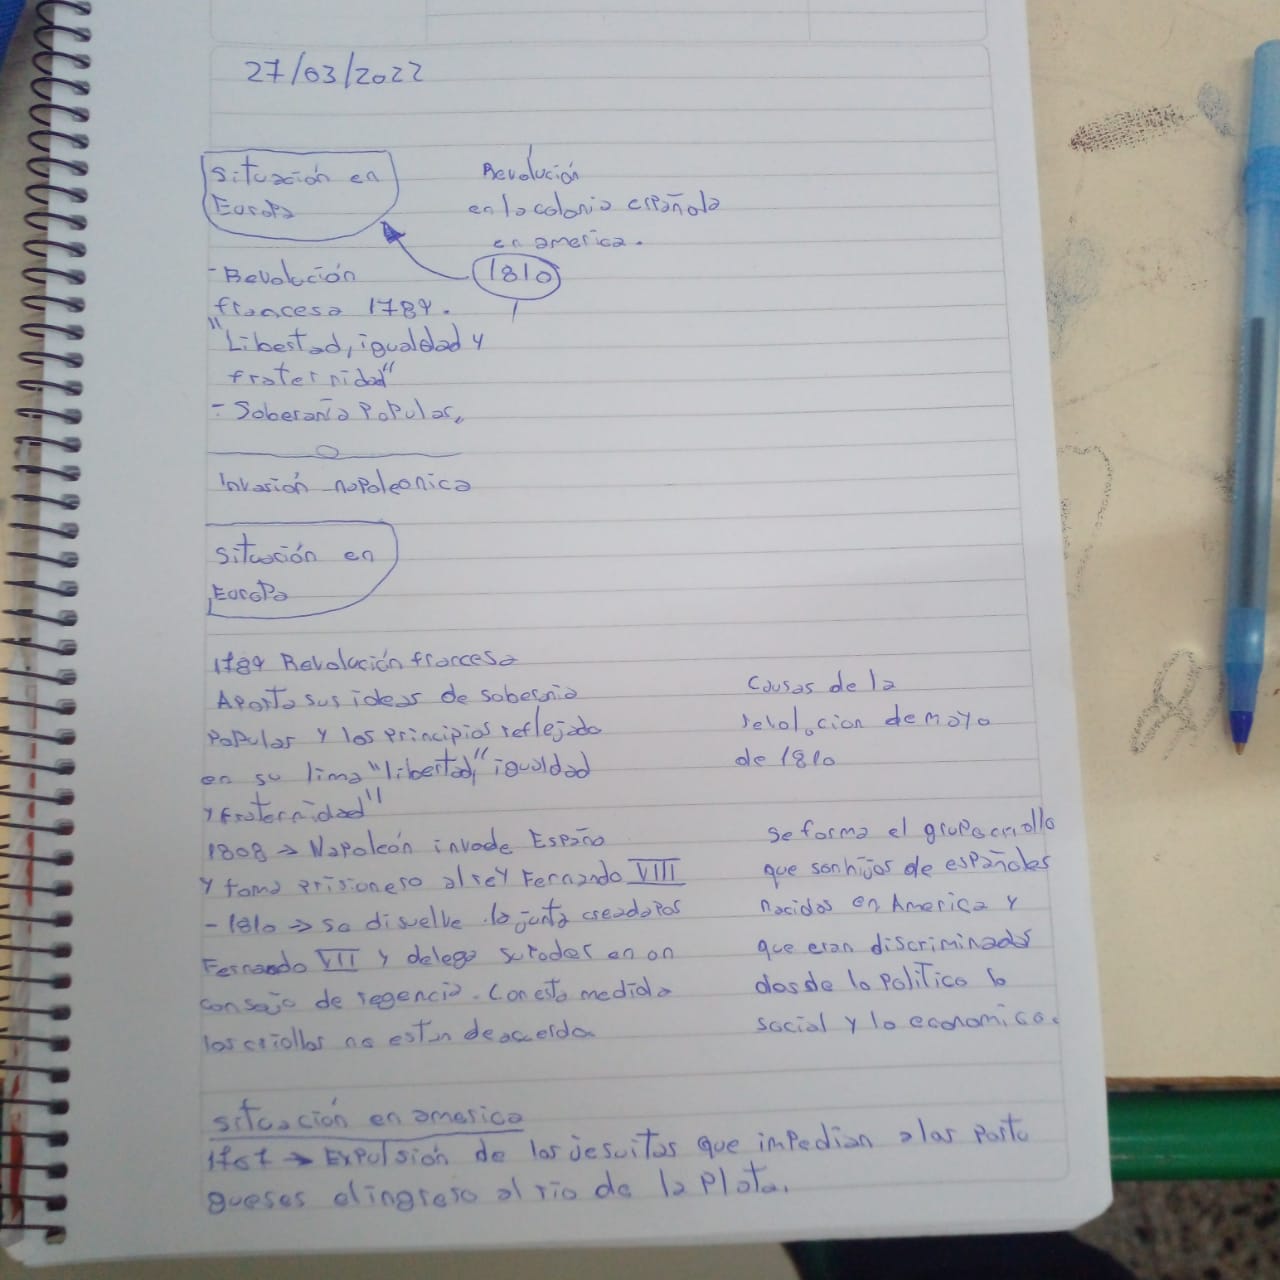 27/03/2022
situación en
Europa
Revolución
en la colonia española
en america.
1810
- Revolución
francesa 1789.
"Libertad, igualdad y
fraternidad"
- Soberanía Popular.
Invasión napoleonica
situación en
Europa
1789 Revolución francesa
Aporta sus ideas de soberania
Popular y los principios reflejado
en su lima "libertad," igualdad
y fraternidad"
1808 → Napoleón invade España
y toma prisionero al rey Fernando VIII
- 1810 → se disuelve la junta creada por
Fernando VII y delega su poder en un
consejo de regencia. Con esta medida
los criollos no estan de acuerdo.
causas de la
revolucion de mayo
de 1810
se forma el grupo criollo
que son hijos de españoles
nacidos en America y
que eran discriminados
desde lo politico lo
social y lo economico.
situación en america
1767 → Expulsión de los jesuitas que impedian a los portu
gueses el ingreso al rio de la Plata.